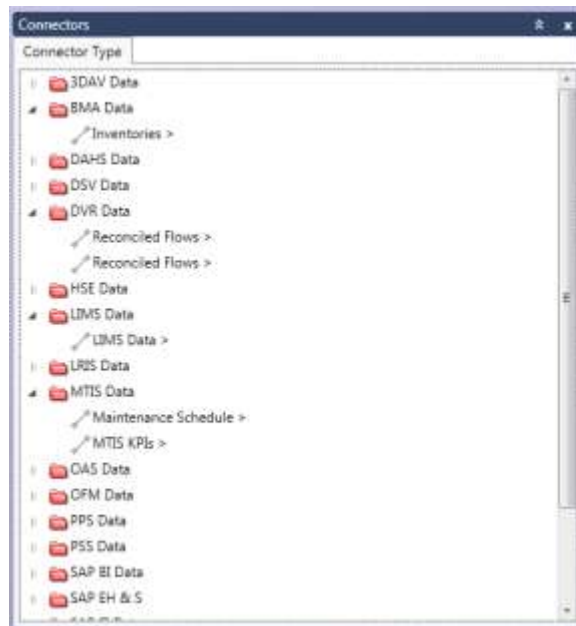 Connectors
Connector Type
3DAV Data
BMA Data
Inventories >
DAHS Data
DSV Data
DVR Data
Reconciled Flows >
Reconciled Flows >
HSE Data
LIMS Data
LIMS Data >
LRIS Data
MTIS Data
Maintenance Schedule >
MTIS KPIs >
OAS Data
OFM Data
PPS Data
PSS Data
SAP BI Data
SAP EH & S